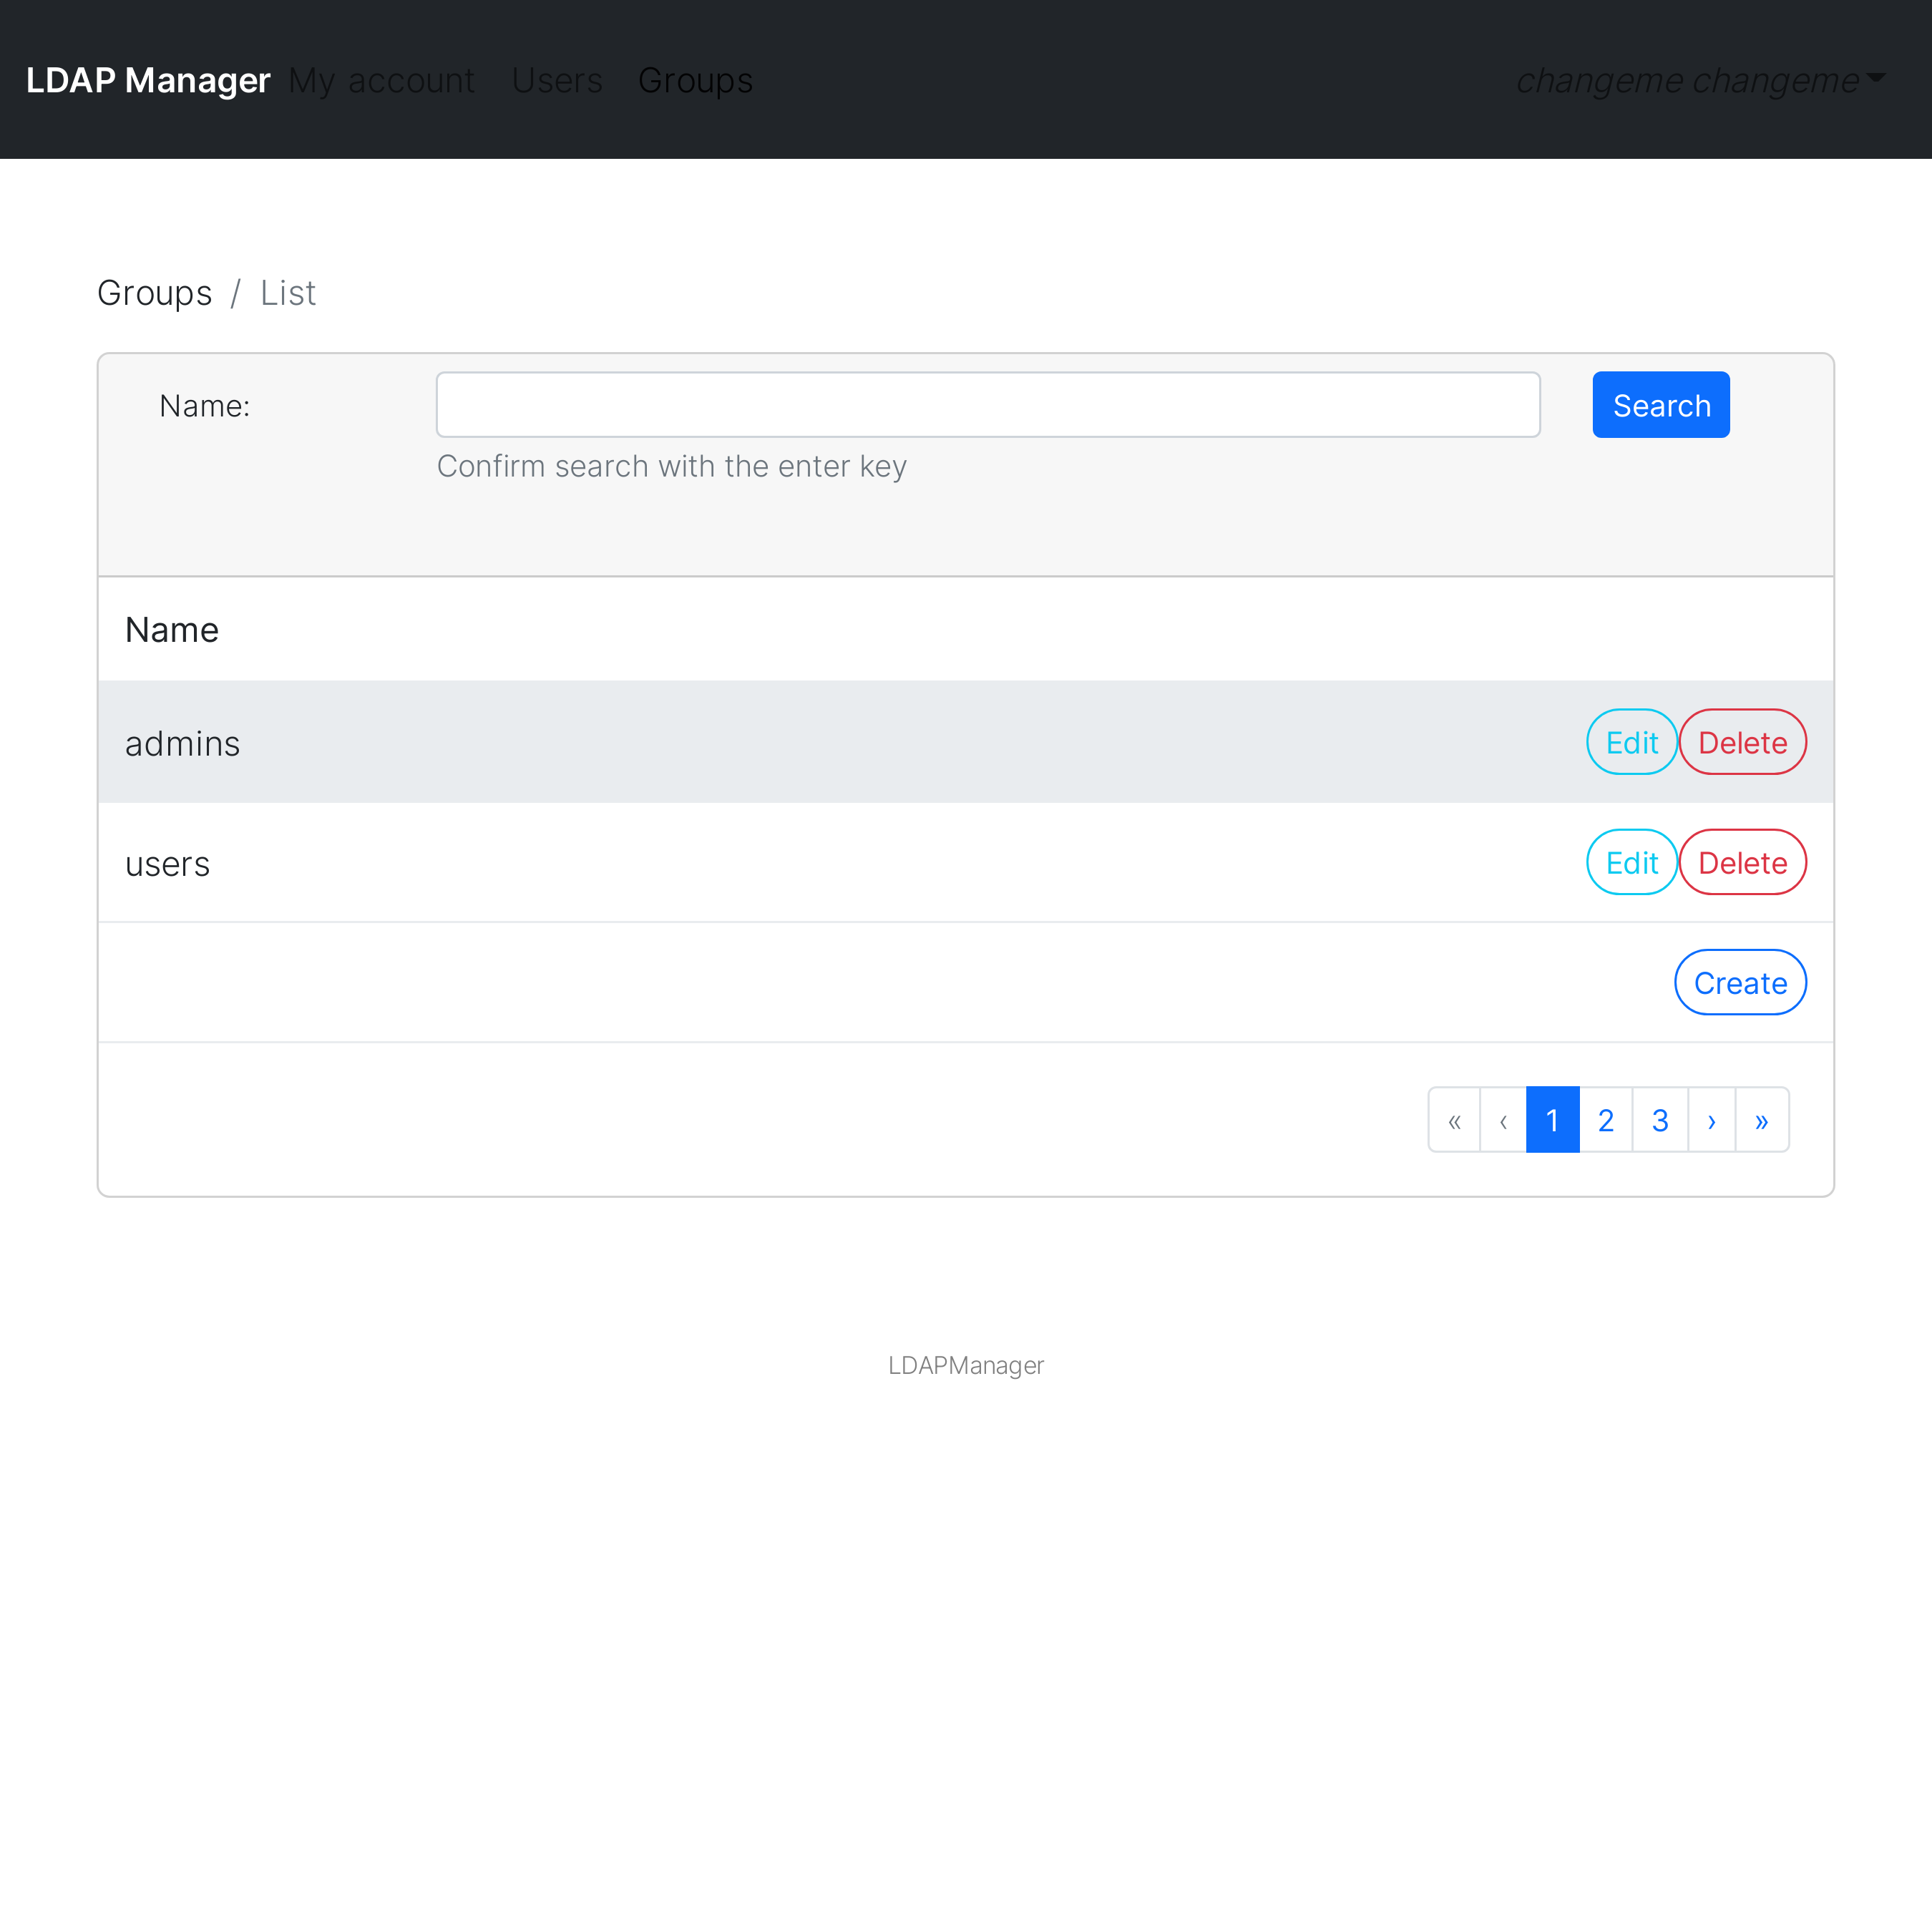 LDAP Manager My account Users Groups changeme changeme
Groups / List
Name: Search
Confirm search with the enter key
Name
admins Edit Delete
users Edit Delete
Create
« ‹ 1 2 3 › »
LDAPManager